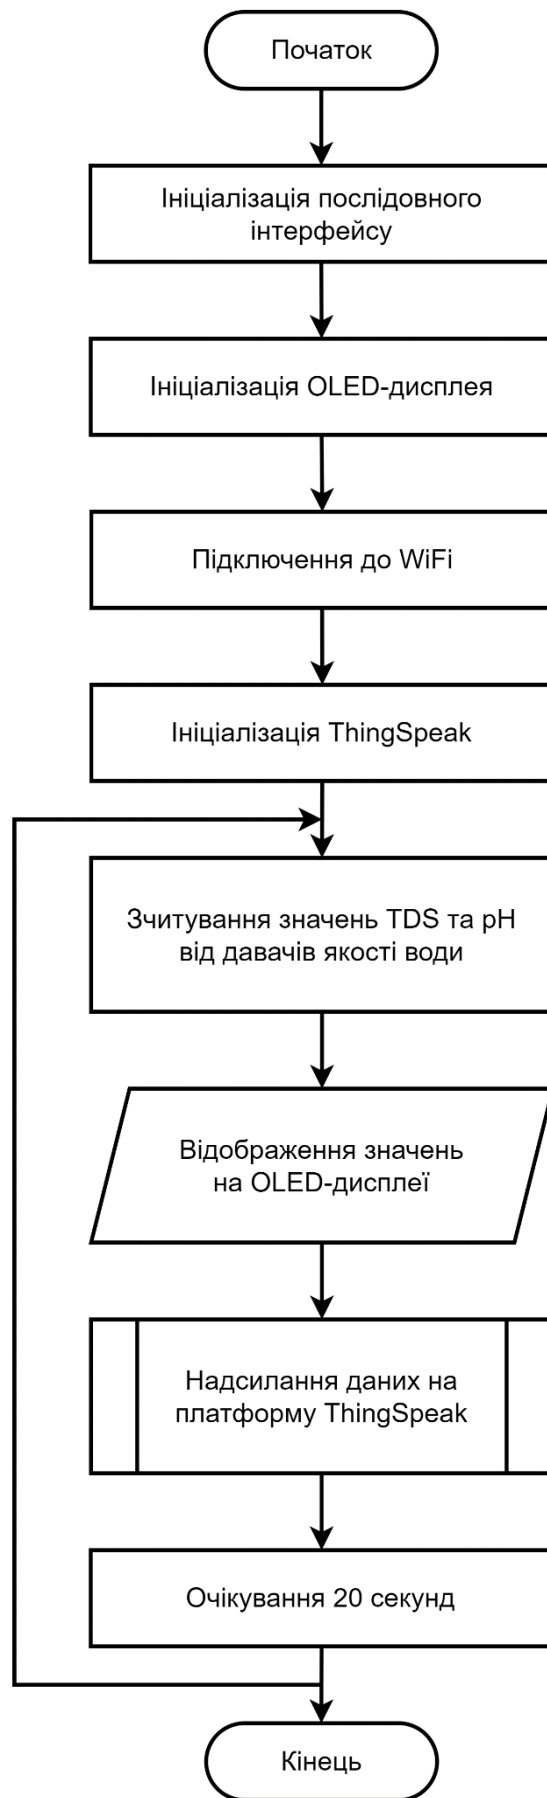 Початок
Ініціалізація послідовного
інтерфейсу
Ініціалізація OLED-дисплея
Підключення до WiFi
Ініціалізація ThingSpeak
Зчитування значень TDS та pH
від давачів якості води
Відображення значень
на OLED-дисплеї
Надсилання даних на
платформу ThingSpeak
Очікування 20 секунд
Кінець